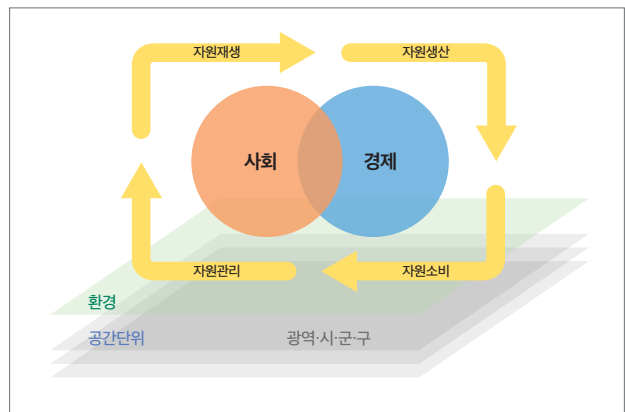 자원재생
자원생산
사회
경제
자원관리
자원소비
환경
공간단위
광역·시·군·구